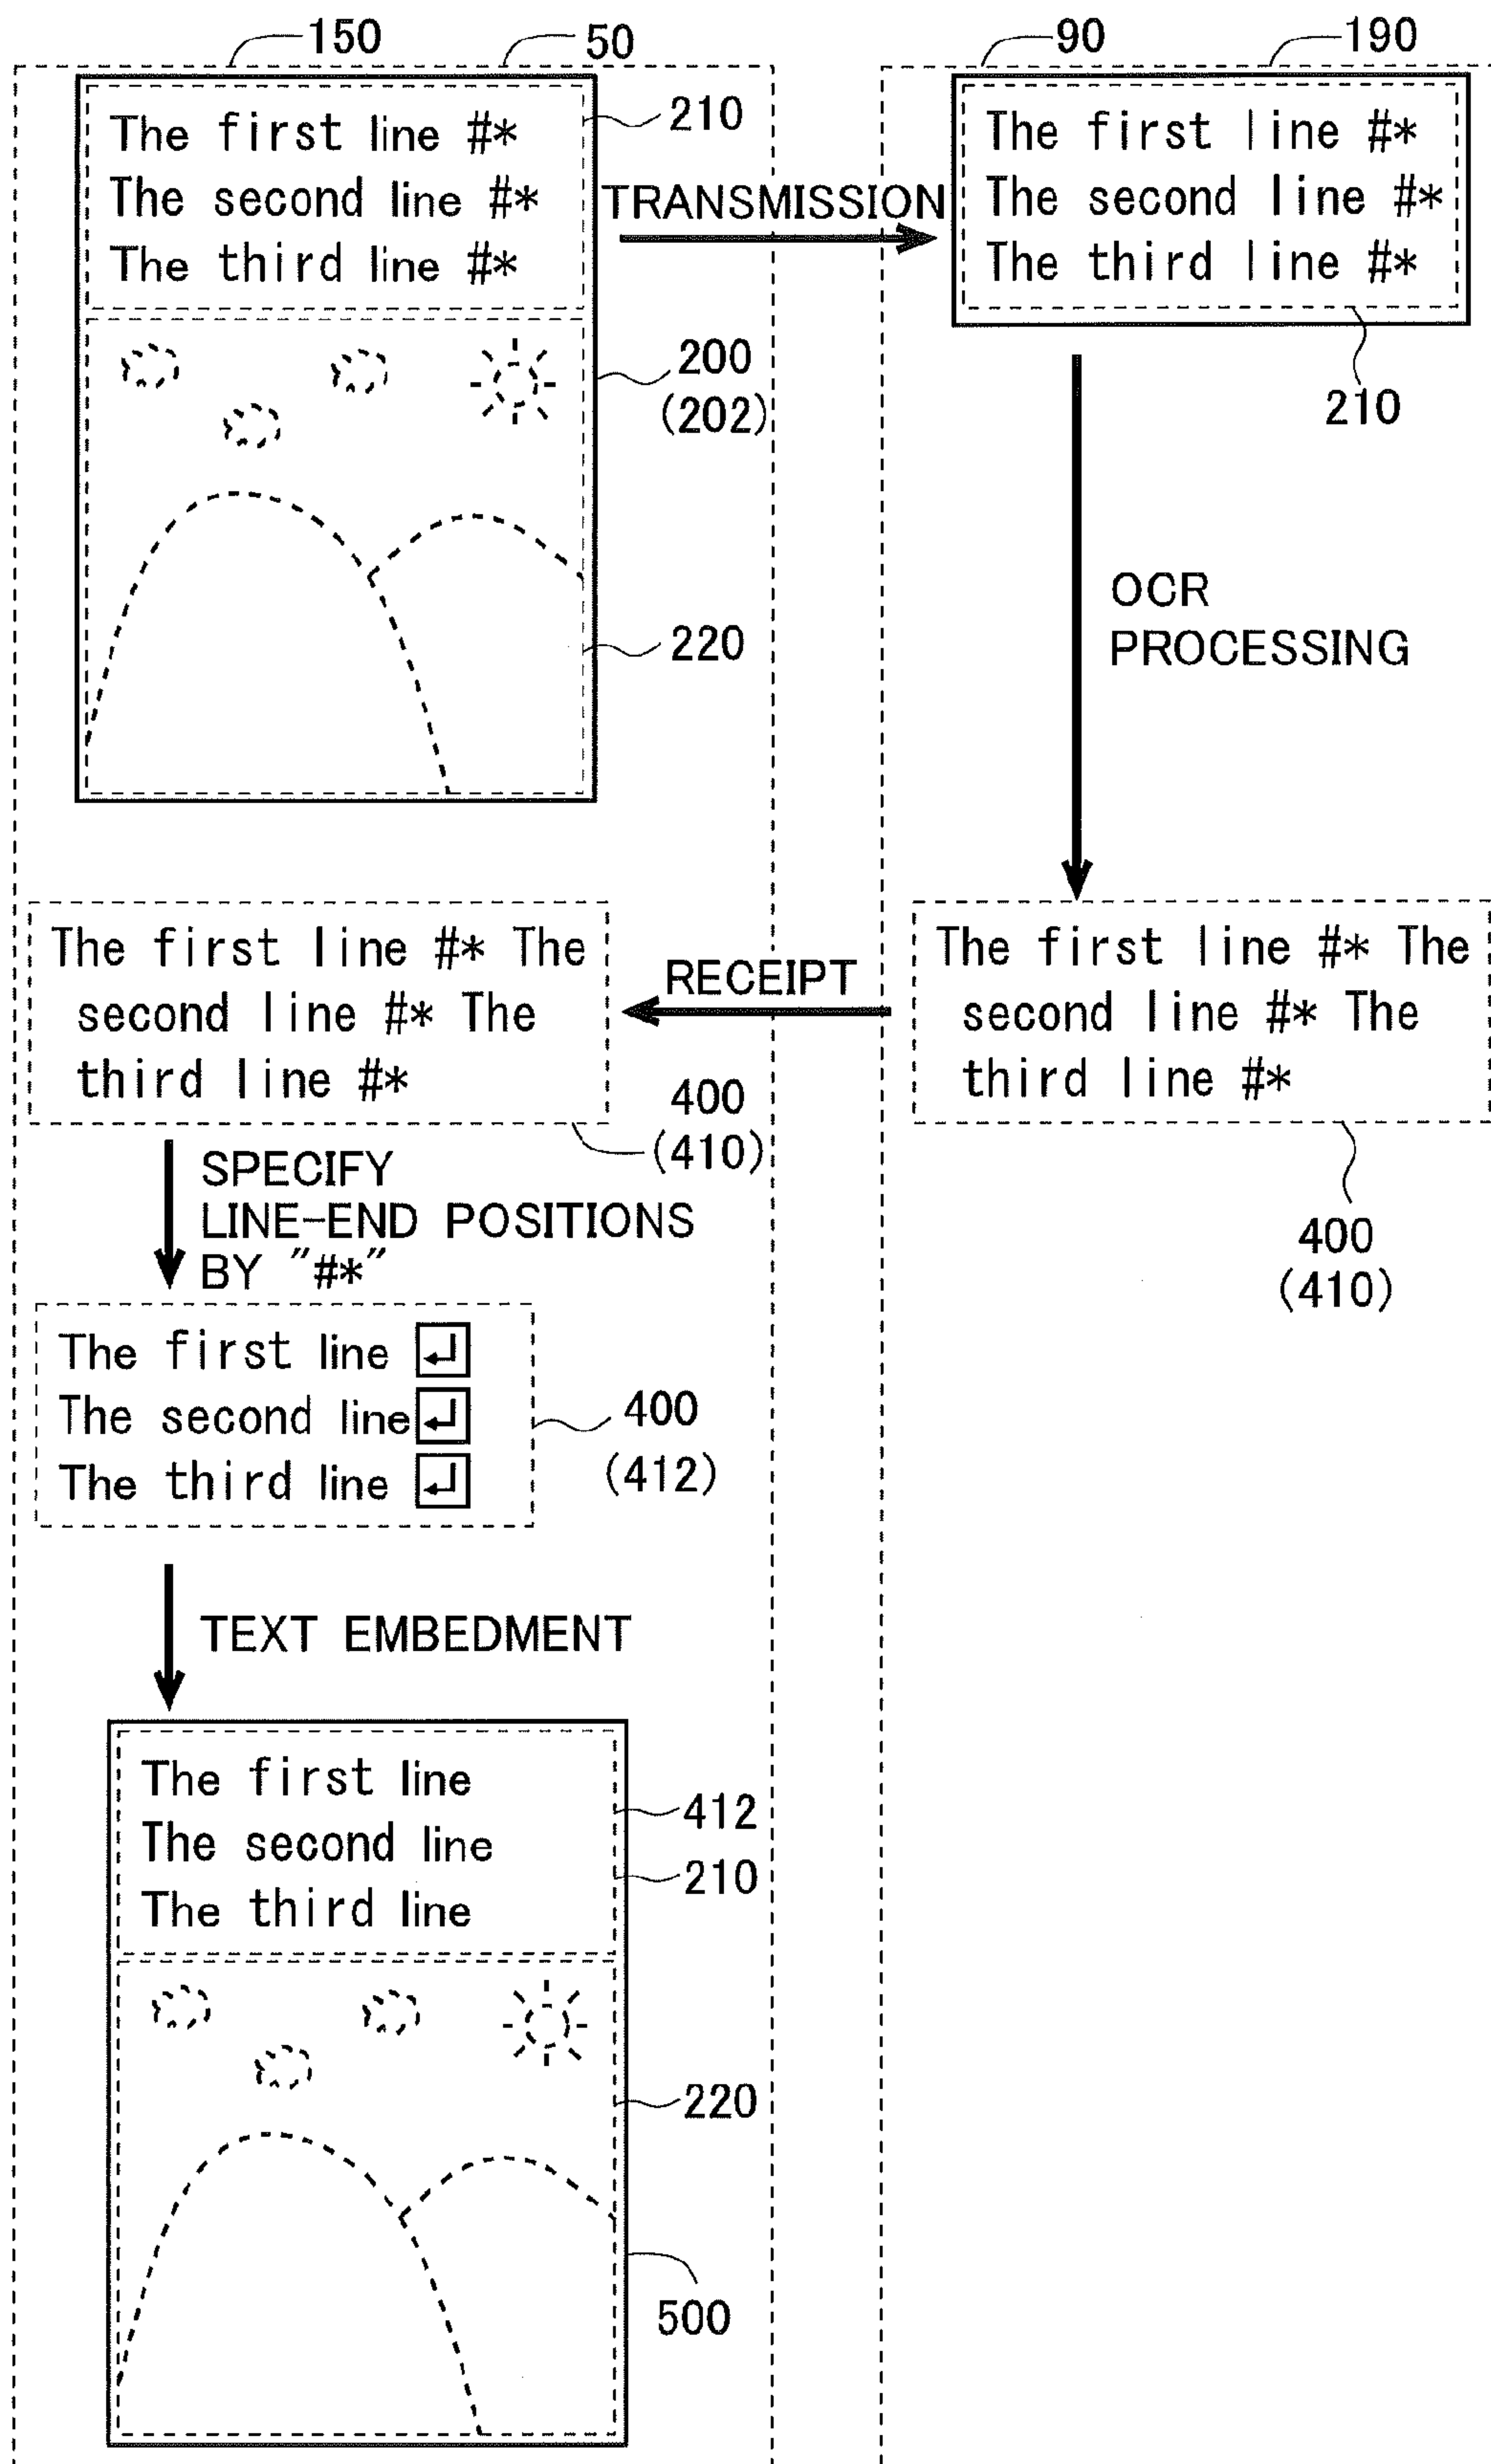 150
50
90
190
The first line #*
The second line #*
The third line #*
210
TRANSMISSION
The first line #*
The second line #*
The third line #*
210
200
(202)
220
OCR
PROCESSING
The first line #* The
second line #* The
third line #*
400
(410)
RECEIPT
The first line #* The
second line #* The
third line #*
400
(410)
SPECIFY
LINE-END POSITIONS
BY "#*"
The first line ↵
The second line ↵
The third line ↵
400
(412)
TEXT EMBEDMENT
The first line
The second line
The third line
412
210
220
500